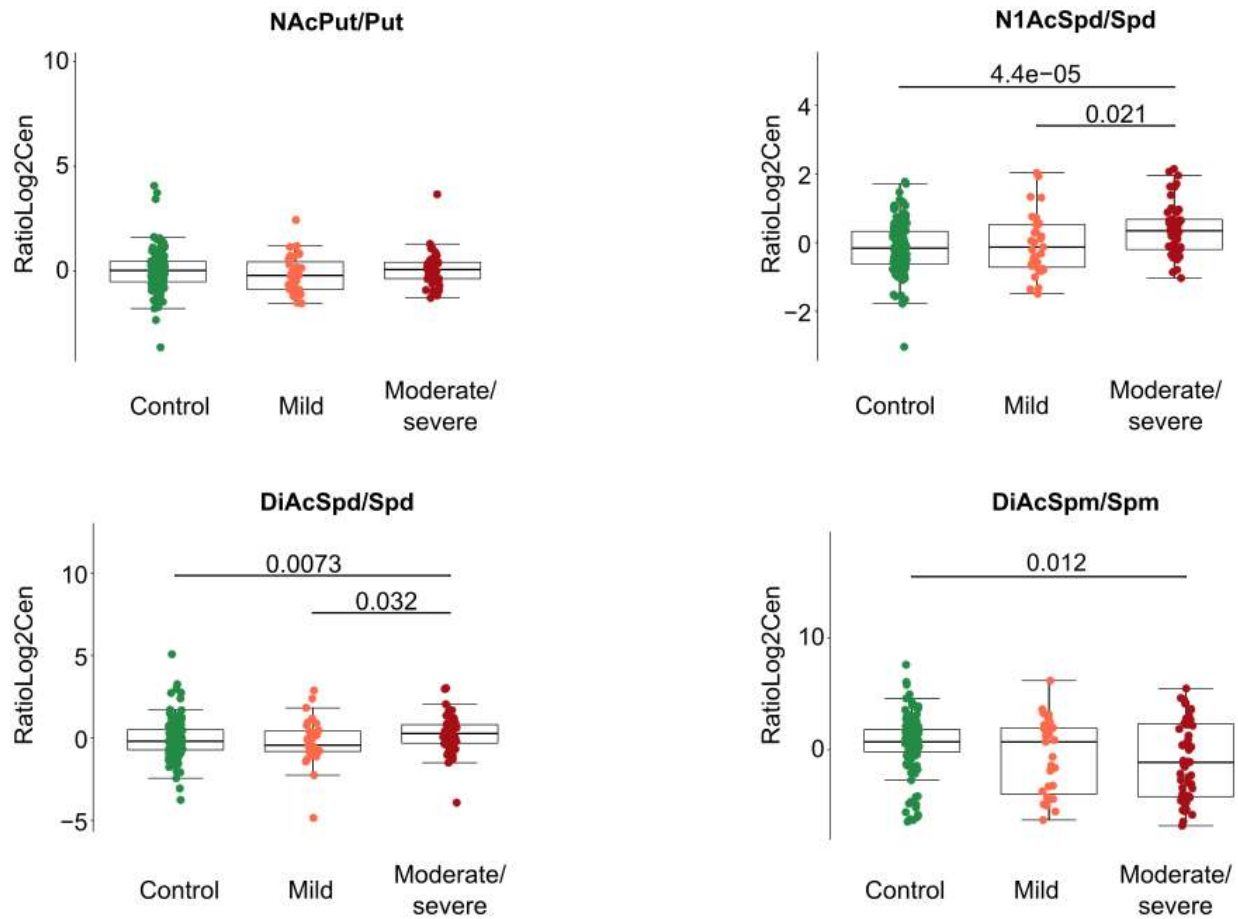 NAcPut/Put
10
5
0
RatioLog2Cen
Control
Mild
Moderate/
severe
N1AcSpd/Spd
4.4e−05
0.021
4
2
0
−2
RatioLog2Cen
Control
Mild
Moderate/
severe
DiAcSpd/Spd
0.0073
0.032
10
5
0
−5
RatioLog2Cen
Control
Mild
Moderate/
severe
DiAcSpm/Spm
0.012
10
0
RatioLog2Cen
Control
Mild
Moderate/
severe